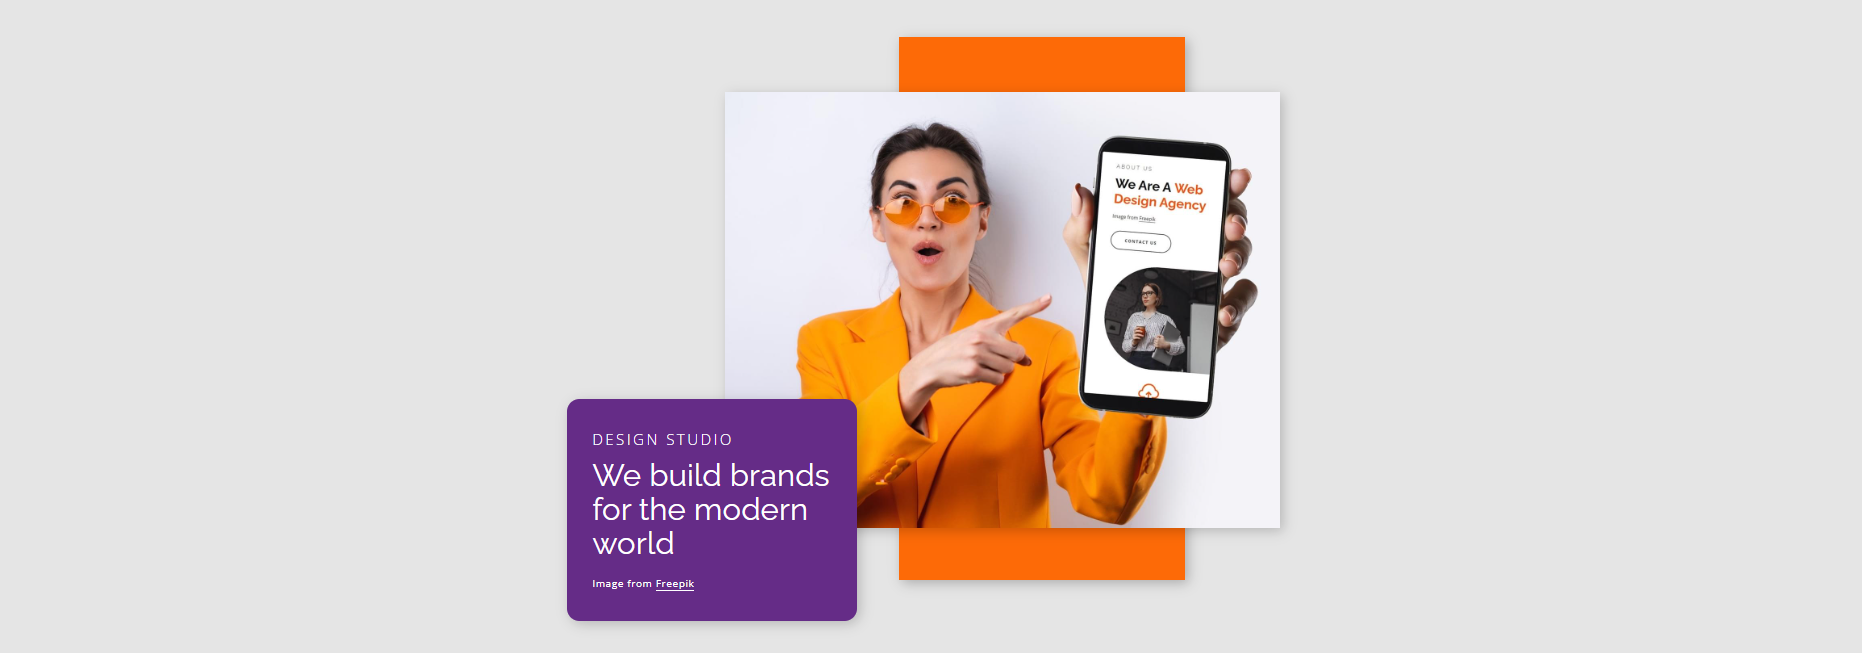 ABOUT US
We Are A Web
Design Agency
Image from Freepik
CONTACT US
DESIGN STUDIO
We build brands
for the modern
world
Image from Freepik